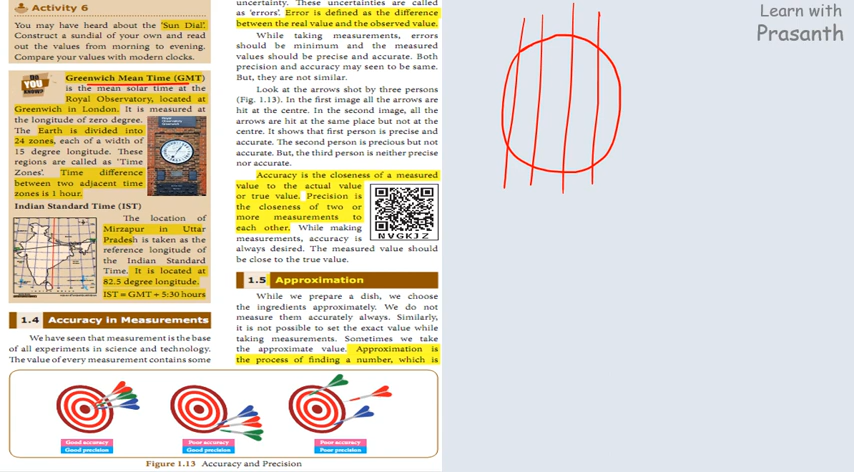 Activity 6
You may have heard about the 'Sun Dial'.
Construct a sundial of your own and read
out the values from morning to evening.
Compare your values with modern clocks.
DO
YOU
KNOW?
Greenwich Mean Time (GMT)
is the mean solar time at the
Royal Observatory, located at
Greenwich in London. It is measured at
the longitude of zero degree.
The Earth is divided into
24 zones, each of a width of
15 degree longitude. These
regions are called as 'Time
Zones'. Time difference
between two adjacent time
zones is 1 hour.
Indian Standard Time (IST)
The location of
Mirzapur in Uttar
Pradesh is taken as the
reference longitude of
the Indian Standard
Time. It is located at
82.5 degree longitude.
IST = GMT + 5:30 hours
1.4 Accuracy in Measurements
We have seen that measurement is the base
of all experiments in science and technology.
The value of every measurement contains some
uncertainty. These uncertainties are called
as 'errors'. Error is defined as the difference
between the real value and the observed value.
While taking measurements, errors
should be minimum and the measured
values should be precise and accurate. Both
precision and accuracy may seen to be same.
But, they are not similar.
Look at the arrows shot by three persons
(Fig. 1.13). In the first image all the arrows are
hit at the centre. In the second image, all the
arrows are hit at the same place but not at the
centre. It shows that first person is precise and
accurate. The second person is precious but not
accurate. But, the third person is neither precise
nor accurate.
Accuracy is the closeness of a measured
value to the actual value
or true value. Precision is
the closeness of two or
more measurements to
each other. While making
measurements, accuracy is
always desired. The measured value should
be close to the true value.
NVGKJZ
1.5 Approximation
While we prepare a dish, we choose
the ingredients approximately. We do not
measure them accurately always. Similarly,
it is not possible to set the exact value while
taking measurements. Sometimes we take
the approximate value. Approximation is
the process of finding a number, which is
Good accuracy
Good precision
Poor accuracy
Good precision
Poor accuracy
Poor precision
Figure 1.13 Accuracy and Precision
Learn with
Prasanth